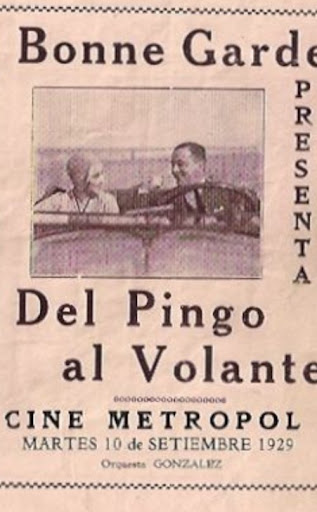 Bonne Garde
PRESENTA
Del Pingo
al Volante
CINE METROPOL
MARTES 10 de SETIEMBRE 1929
Orquesta GONZALEZ